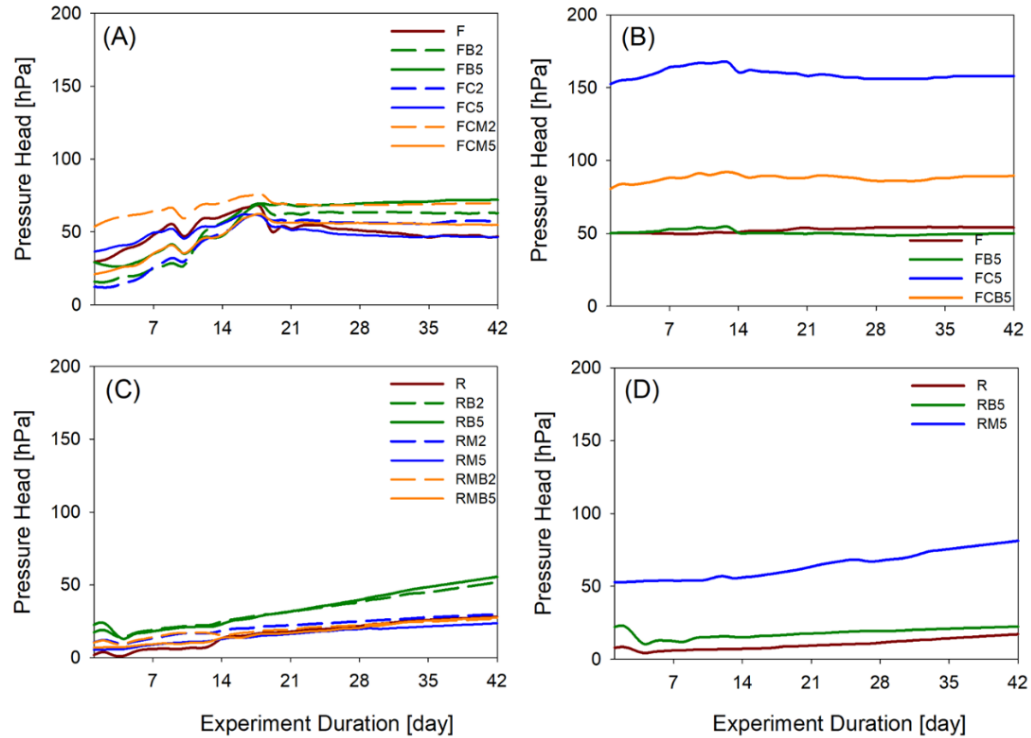 (A)
Pressure Head [hPa]
200
150
100
50
0
7 14 21 28 35 42
F
FB2
FB5
FC2
FC5
FCM2
FCM5
(B)
Pressure Head [hPa]
200
150
100
50
0
7 14 21 28 35 42
F
FB5
FC5
FCB5
(C)
Pressure Head [hPa]
200
150
100
50
0
7 14 21 28 35 42
Experiment Duration [day]
R
RB2
RB5
RM2
RM5
RMB2
RMB5
(D)
Pressure Head [hPa]
200
150
100
50
0
7 14 21 28 35 42
Experiment Duration [day]
R
RB5
RM5